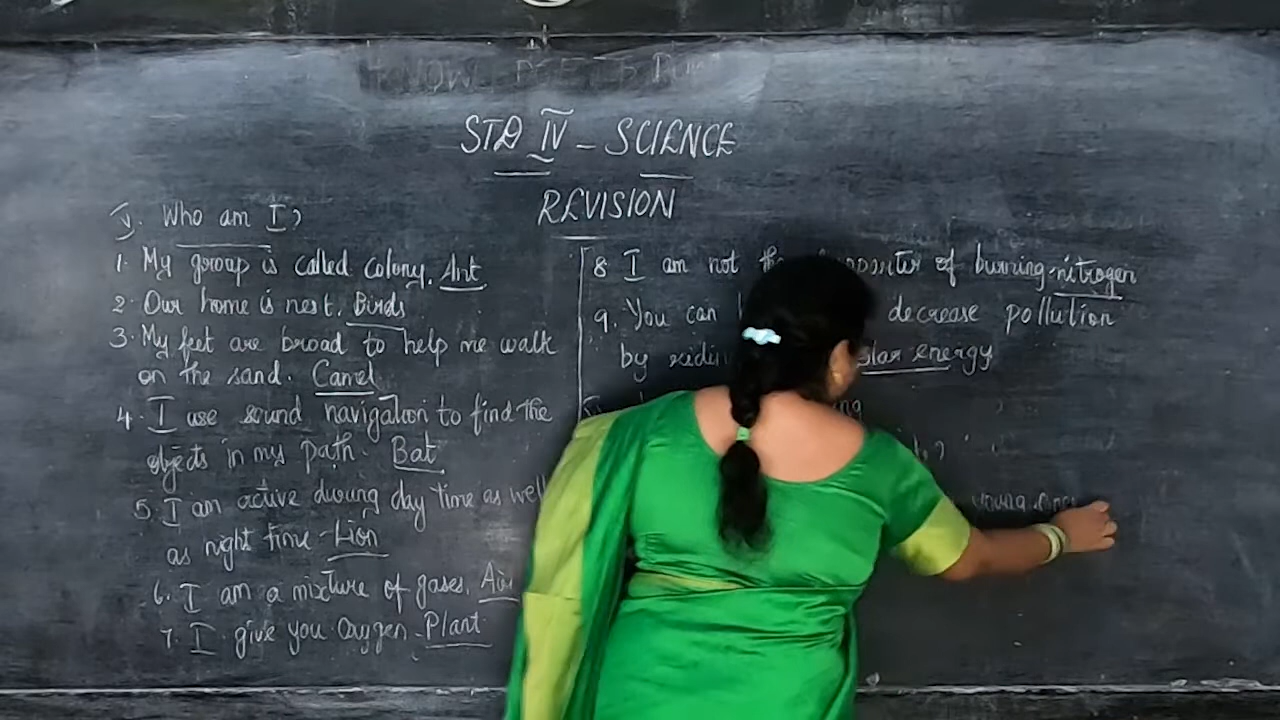 STD IV - SCIENCE
REVISION
V. Who am I?
1. My group is called colony. Ant
2. Our home is nest. Birds
3. My feet are broad to help me walk
on the sand. Camel
4. I use sound navigation to find the
objects in my path. Bat
5. I am active during day time as well
as night time - Lion
6. I am a mixture of gases. Air
7. I give you oxygen - Plant
8 I am not the of burning - nitrogen
9. You can decrease pollution
by energy
young